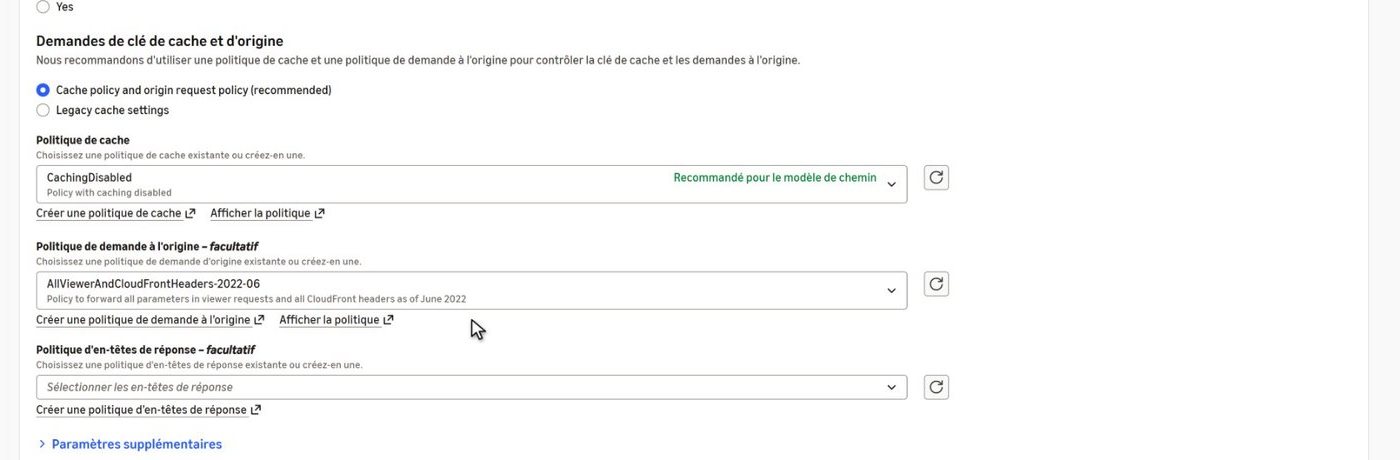 Yes
Demandes de clé de cache et d'origine
Nous recommandons d'utiliser une politique de cache et une politique de demande à l'origine pour contrôler la clé de cache et les demandes à l'origine.
Cache policy and origin request policy (recommended)
Legacy cache settings
Politique de cache
Choisissez une politique de cache existante ou créez-en une.
CachingDisabled
Recommandé pour le modèle de chemin
Policy with caching disabled
Créer une politique de cache Afficher la politique
Politique de demande à l'origine – facultatif
Choisissez une politique de demande d'origine existante ou créez-en une.
AllViewerAndCloudFrontHeaders-2022-06
Policy to forward all parameters in viewer requests and all CloudFront headers as of June 2022
Créer une politique de demande à l'origine Afficher la politique
Politique d'en-têtes de réponse – facultatif
Choisissez une politique d'en-têtes de réponse existante ou créez-en une.
Sélectionner les en-têtes de réponse
Créer une politique d'en-têtes de réponse
Paramètres supplémentaires